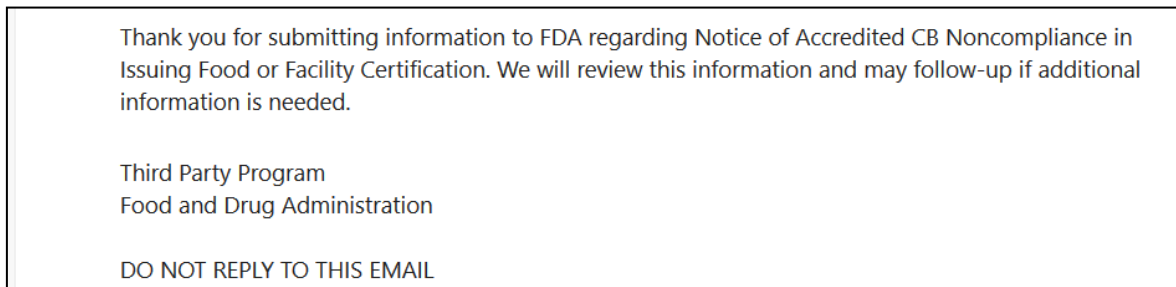 Thank you for submitting information to FDA regarding Notice of Accredited CB Noncompliance in
Issuing Food or Facility Certification. We will review this information and may follow-up if additional
information is needed.
Third Party Program
Food and Drug Administration
DO NOT REPLY TO THIS EMAIL